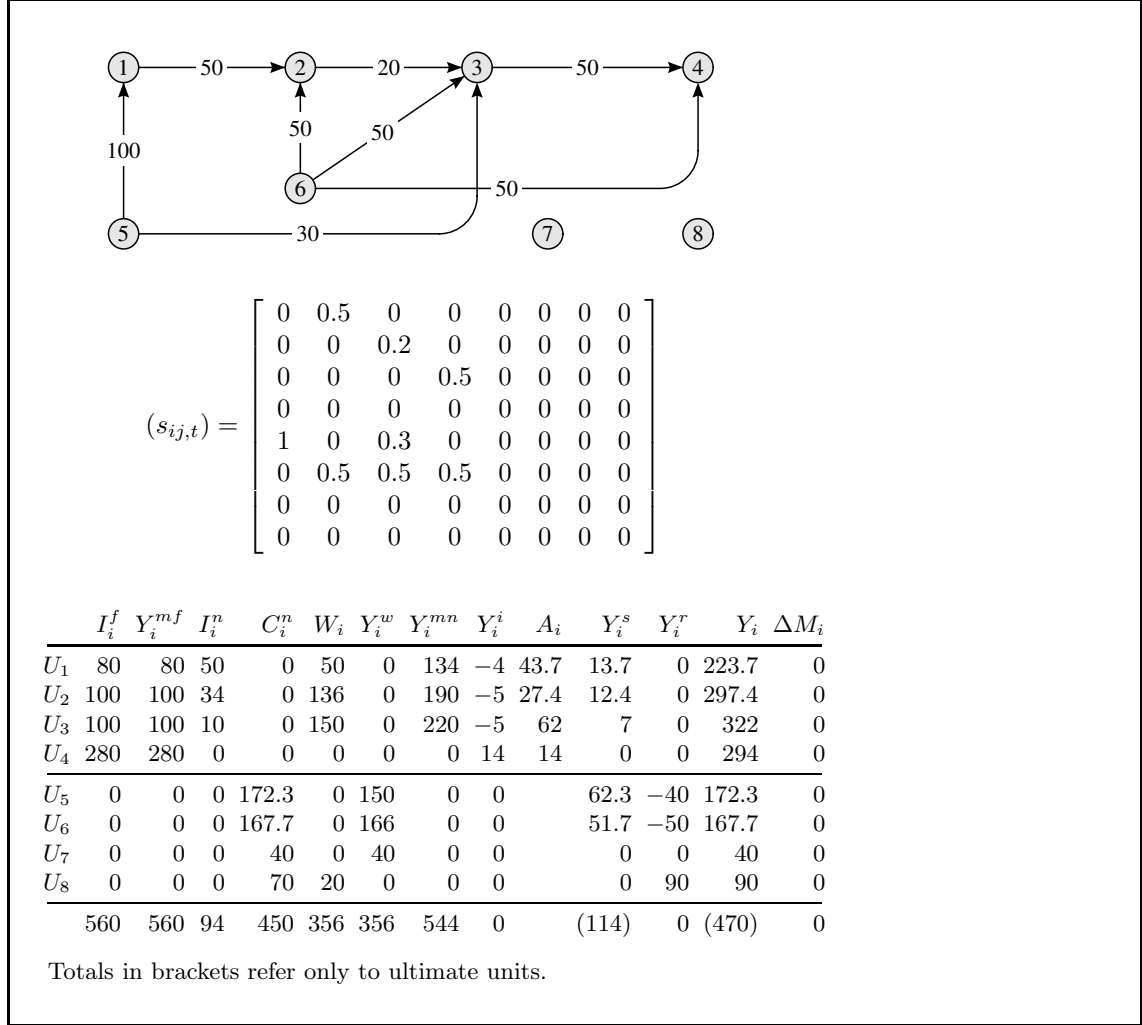 1 50 2 20 3 50 4
100 50 50
6 50
5 30 7 8
(s_{ij,t}) =
0 0.5 0 0 0 0 0 0
0 0 0.2 0 0 0 0 0
0 0 0 0.5 0 0 0 0
0 0 0 0 0 0 0 0
1 0 0.3 0 0 0 0 0
0 0.5 0.5 0.5 0 0 0 0
0 0 0 0 0 0 0 0
0 0 0 0 0 0 0 0
I_i^f Y_i^{mf} I_i^n C_i^n W_i Y_i^w Y_i^{mn} Y_i^i A_i Y_i^s Y_i^r Y_i ΔM_i
U_1 80 80 50 0 50 0 134 −4 43.7 13.7 0 223.7 0
U_2 100 100 34 0 136 0 190 −5 27.4 12.4 0 297.4 0
U_3 100 100 10 0 150 0 220 −5 62 7 0 322 0
U_4 280 280 0 0 0 0 0 14 14 0 0 294 0
U_5 0 0 0 172.3 0 150 0 0 62.3 −40 172.3 0
U_6 0 0 0 167.7 0 166 0 0 51.7 −50 167.7 0
U_7 0 0 0 40 0 40 0 0 0 0 40 0
U_8 0 0 0 70 20 0 0 0 0 90 90 0
560 560 94 450 356 356 544 0 (114) 0 (470) 0
Totals in brackets refer only to ultimate units.